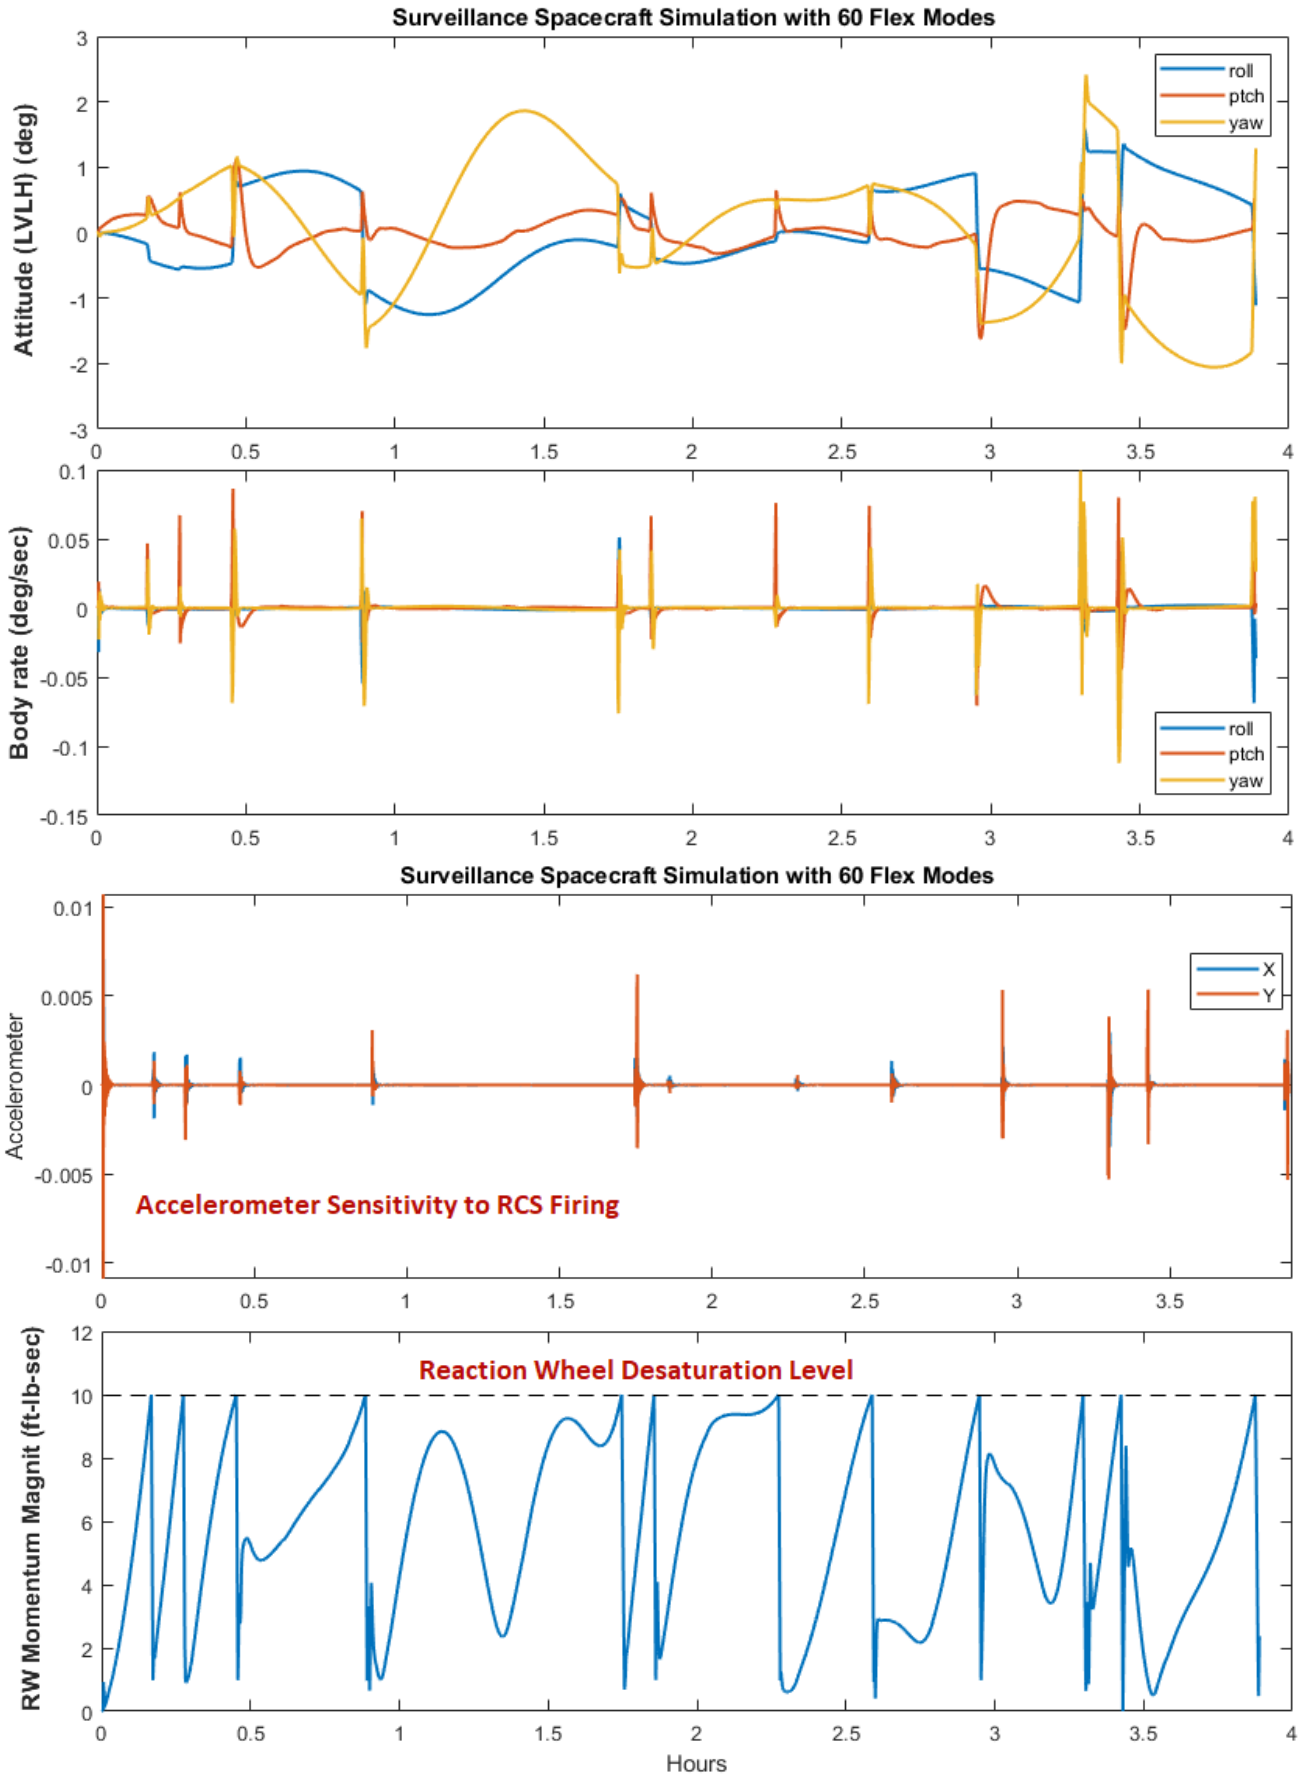 Surveillance Spacecraft Simulation with 60 Flex Modes
Attitude (LVLH) (deg)
3
2
1
0
-1
-2
-3
roll
ptch
yaw
0 0.5 1 1.5 2 2.5 3 3.5 4
Body rate (deg/sec)
0.1
0.05
0
-0.05
-0.1
-0.15
roll
ptch
yaw
0 0.5 1 1.5 2 2.5 3 3.5 4
Surveillance Spacecraft Simulation with 60 Flex Modes
Accelerometer
0.01
0.005
0
-0.005
-0.01
X
Y
Accelerometer Sensitivity to RCS Firing
0 0.5 1 1.5 2 2.5 3 3.5
RW Momentum Magnit (ft-lb-sec)
12
10
8
6
4
2
0
Reaction Wheel Desaturation Level
0 0.5 1 1.5 2 2.5 3 3.5 4
Hours